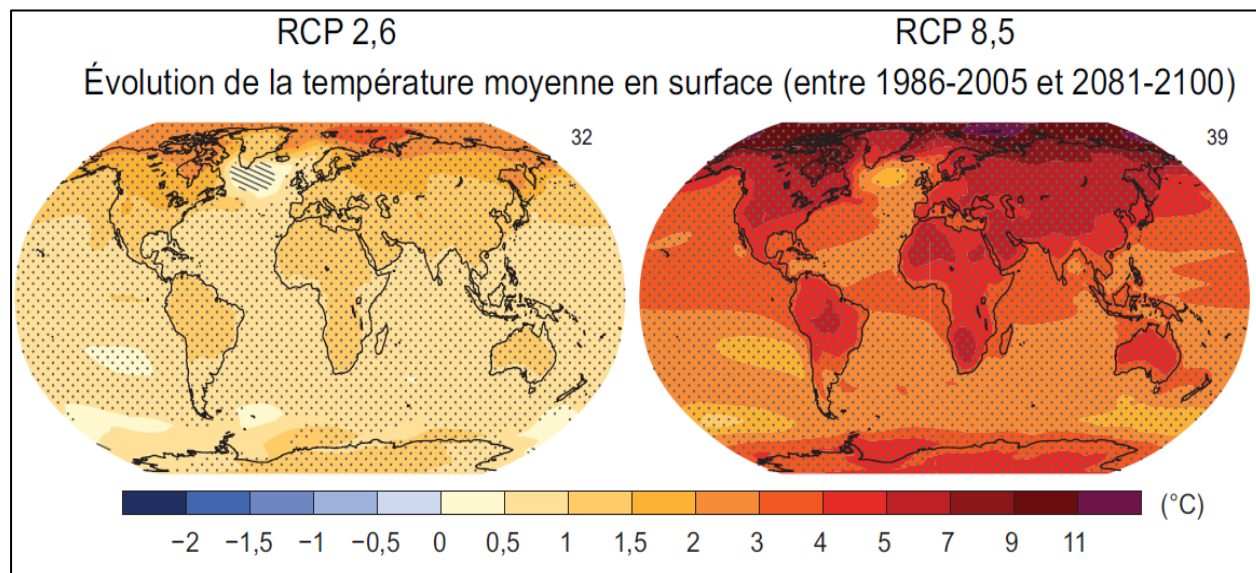 RCP 2,6 RCP 8,5
Évolution de la température moyenne en surface (entre 1986-2005 et 2081-2100)
32 39
(°C)
−2 −1,5 −1 −0,5 0 0,5 1 1,5 2 3 4 5 7 9 11